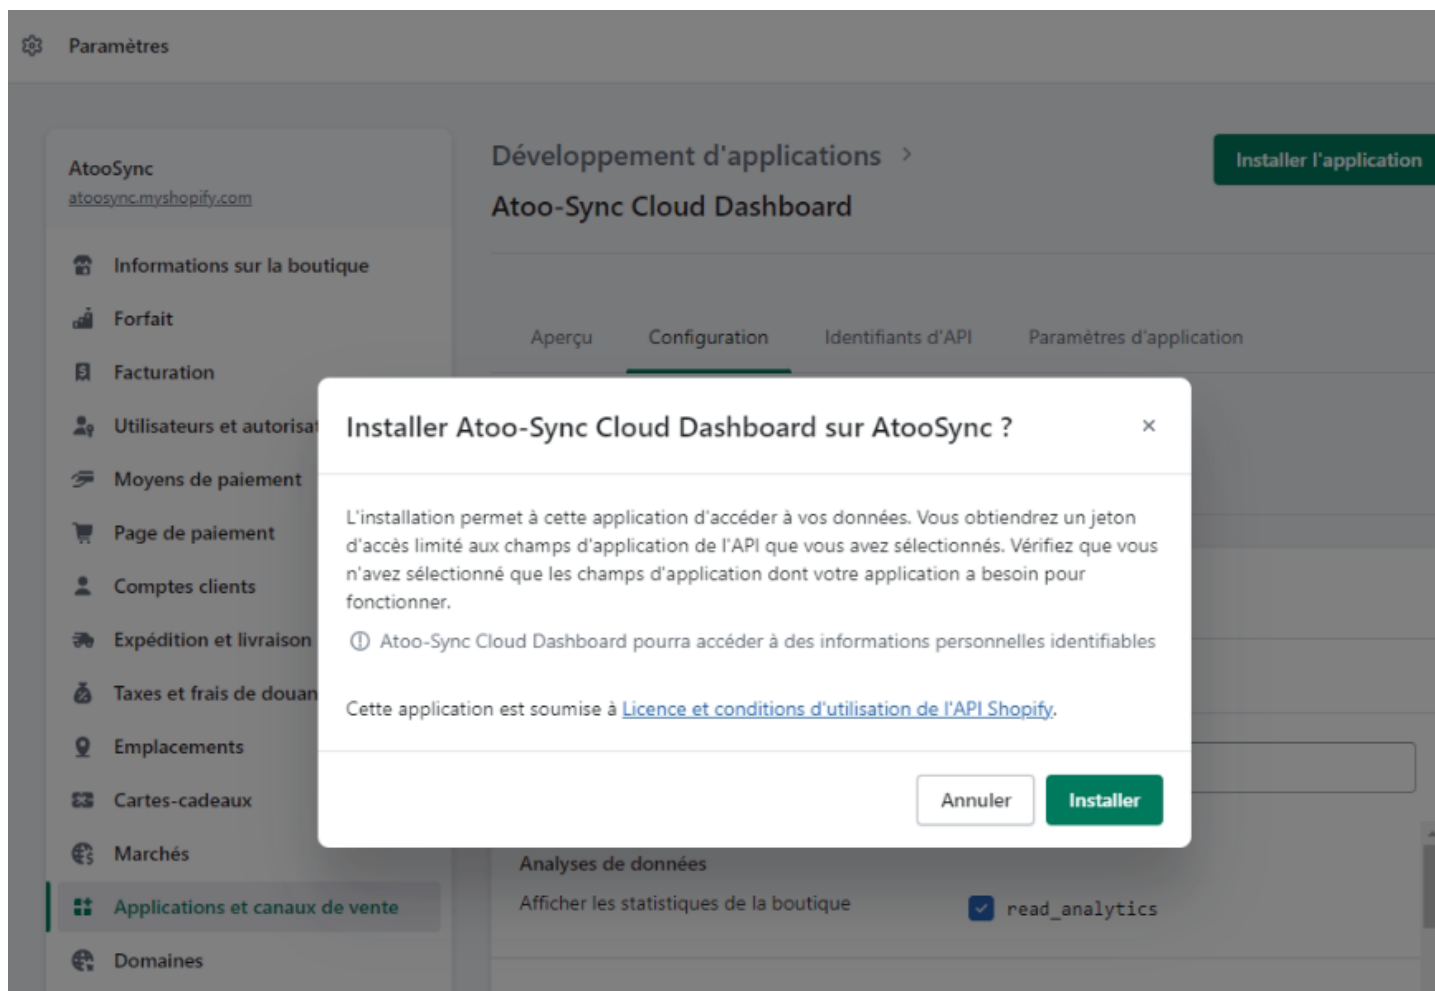 Paramètres
AtooSync
atoosync.myshopify.com
Informations sur la boutique
Forfait
Facturation
Utilisateurs et autorisat
Moyens de paiement
Page de paiement
Comptes clients
Expédition et livraison
Taxes et frais de douan
Emplacements
Cartes-cadeaux
Marchés
Applications et canaux de vente
Domaines
Développement d'applications >
Installer l'application
Atoo-Sync Cloud Dashboard
Aperçu Configuration Identifiants d'API Paramètres d'application
Installer Atoo-Sync Cloud Dashboard sur AtooSync ?
L'installation permet à cette application d'accéder à vos données. Vous obtiendrez un jeton
d'accès limité aux champs d'application de l'API que vous avez sélectionnés. Vérifiez que vous
n'avez sélectionné que les champs d'application dont votre application a besoin pour
fonctionner.
Atoo-Sync Cloud Dashboard pourra accéder à des informations personnelles identifiables
Cette application est soumise à Licence et conditions d'utilisation de l'API Shopify.
Annuler Installer
Analyses de données
Afficher les statistiques de la boutique read_analytics